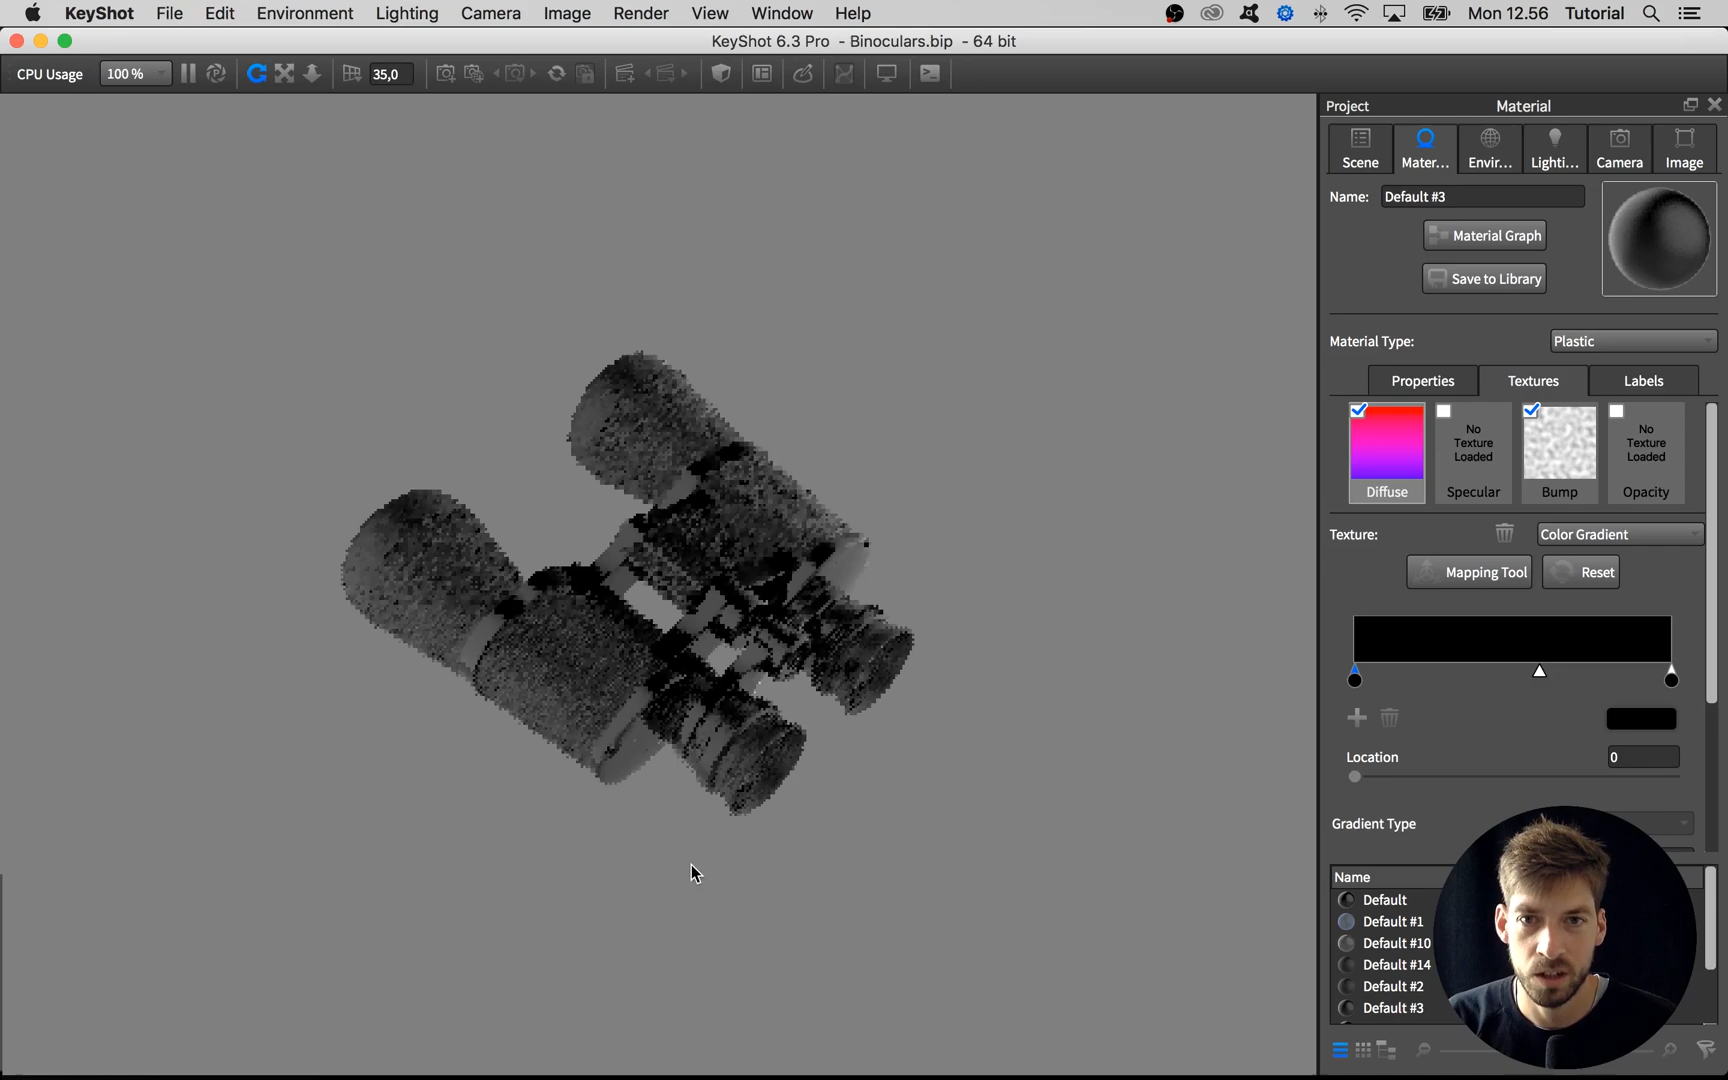 KeyShot File Edit Environment Lighting Camera Image Render View Window Help Mon 12.56 Tutorial
KeyShot 6.3 Pro - Binoculars.bip - 64 bit
CPU Usage 100 % 35,0
Project Material
Scene Mater... Envir... Lighti... Camera Image
Name: Default #3
Material Graph
Save to Library
Material Type: Plastic
Properties Textures Labels
No Texture Loaded No Texture Loaded
Diffuse Specular Bump Opacity
Texture: Color Gradient
Mapping Tool Reset
Location 0
Gradient Type
Name
Default
Default #1
Default #10
Default #14
Default #2
Default #3